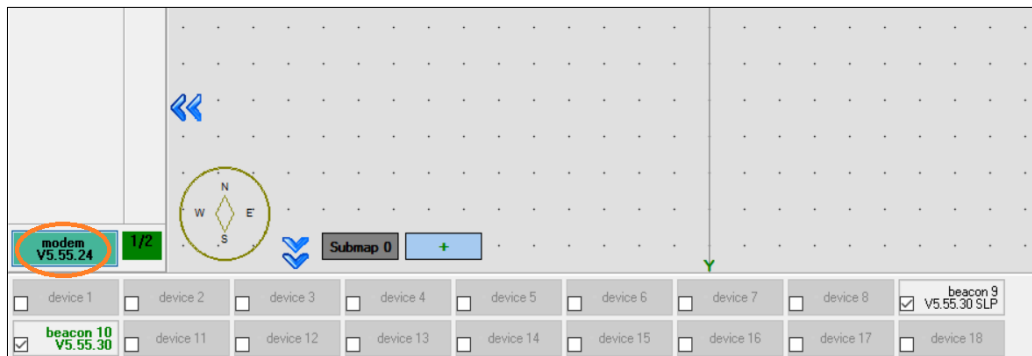 N
W E
S
modem 1/2
V5.55.24
Submap 0 +
Y
device 1 device 2 device 3 device 4 device 5 device 6 device 7 device 8 beacon 9
V5.55.30 SLP
beacon 10 device 11 device 12 device 13 device 14 device 15 device 16 device 17 device 18
V5.55.30